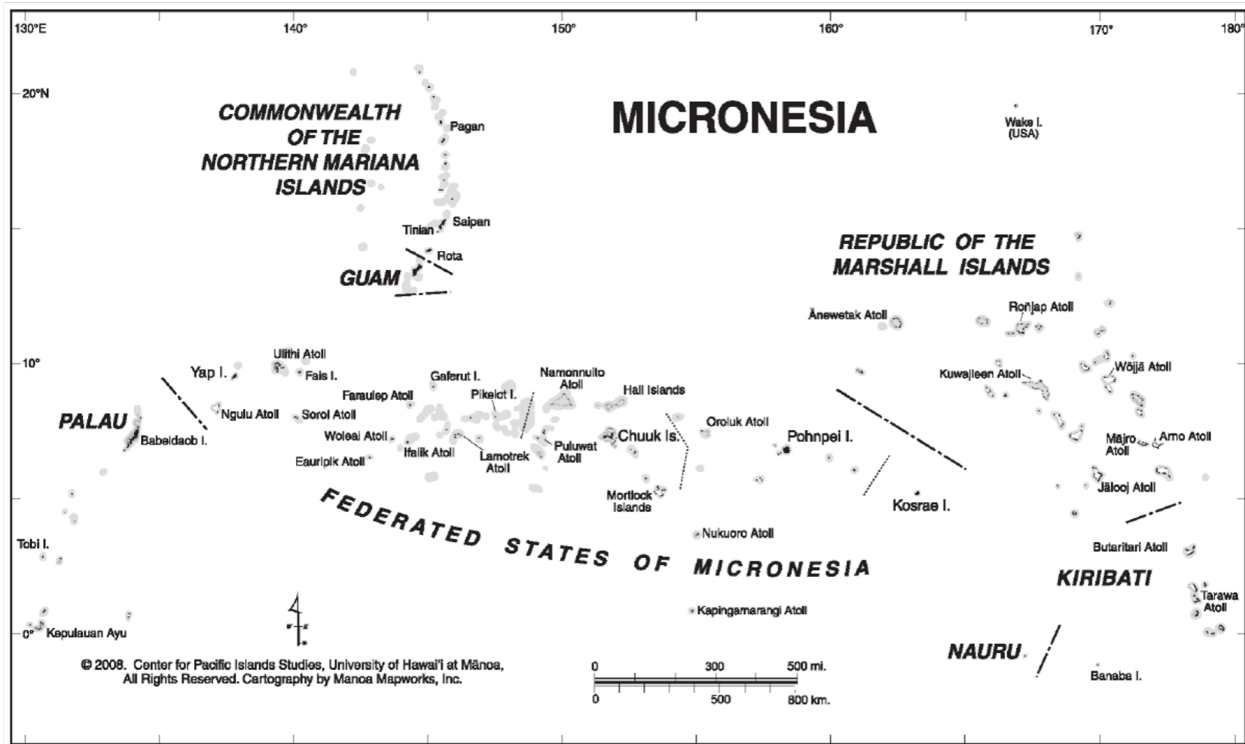 130°E
140°
150°
160°
170°
180°
20°N
COMMONWEALTH
OF THE
NORTHERN MARIANA
ISLANDS
MICRONESIA
Pagan
Wake I.
(USA)
Tinian
Saipan
Rota
GUAM
REPUBLIC OF THE
MARSHALL ISLANDS
Ānewetak Atoll
Roñjap Atoll
10°
Ulithi Atoll
Yap I.
Fais I.
Gaferut I.
Namonnuito
Atoll
Hall Islands
Kuwajleen Atoll
Wōjjā Atoll
Faraulep Atoll
Pikelot I.
PALAU
Ngulu Atoll
Sorol Atoll
Oroluk Atoll
Babeldaob I.
Woleai Atoll
Chuuk Is.
Pohnpei I.
Mājro
Atoll
Arno Atoll
Eauripik Atoll
Ifalik Atoll
Lamotrek
Atoll
Puluwat
Atoll
Jālooj Atoll
Mortlock
Islands
Kosrae I.
FEDERATED STATES OF MICRONESIA
Nukuoro Atoll
Tobi I.
Butaritari Atoll
KIRIBATI
Tarawa
Atoll
Kapingamarangi Atoll
0°
Kepulauan Ayu
NAURU
Banaba I.
© 2008. Center for Pacific Islands Studies, University of Hawai'i at Mānoa,
All Rights Reserved. Cartography by Manoa Mapworks, Inc.
0 300 500 mi.
0 500 800 km.